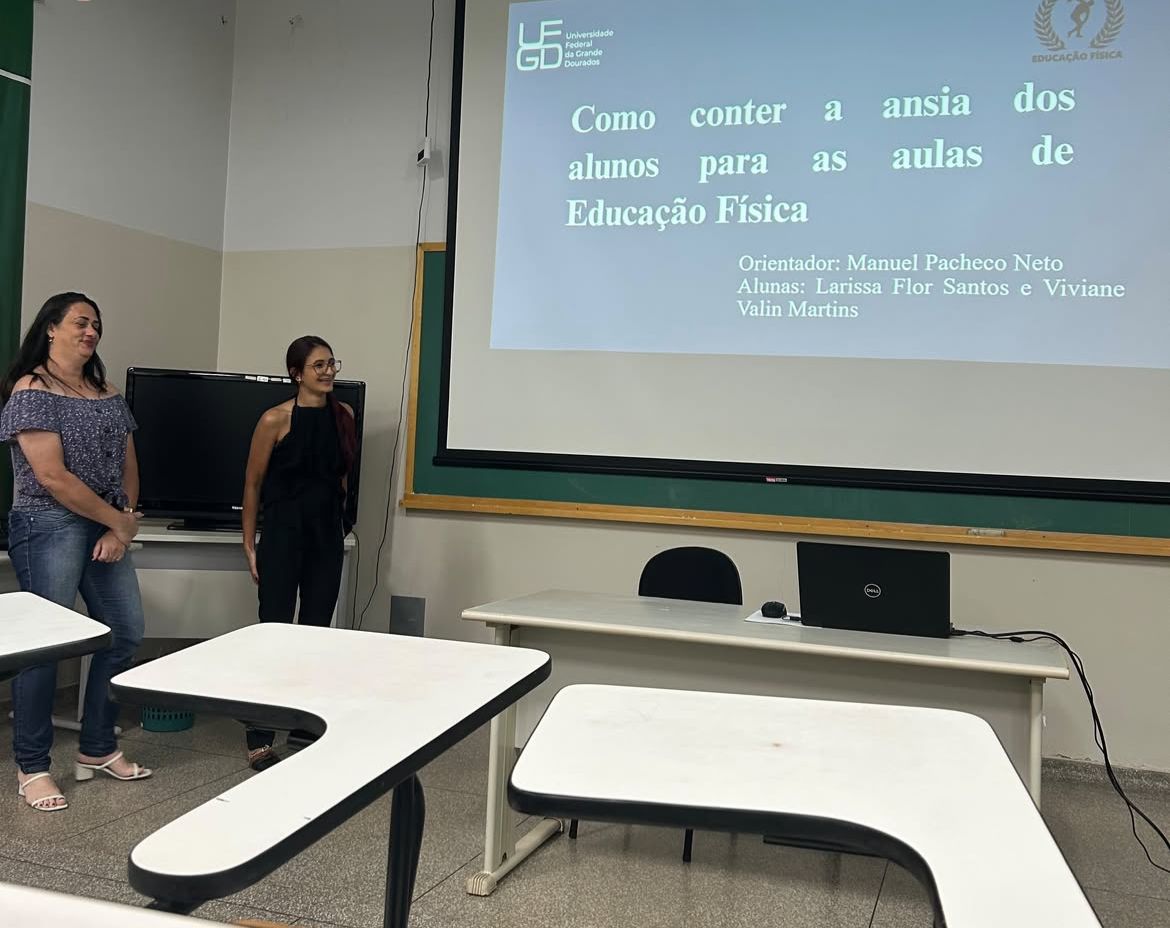 UFGD
Universidade
Federal
da Grande
Dourados
EDUCAÇÃO FÍSICA
Como conter a ansia dos
alunos para as aulas de
Educação Física
Orientador: Manuel Pacheco Neto
Alunas: Larissa Flor Santos e Viviane
Valin Martins
DELL